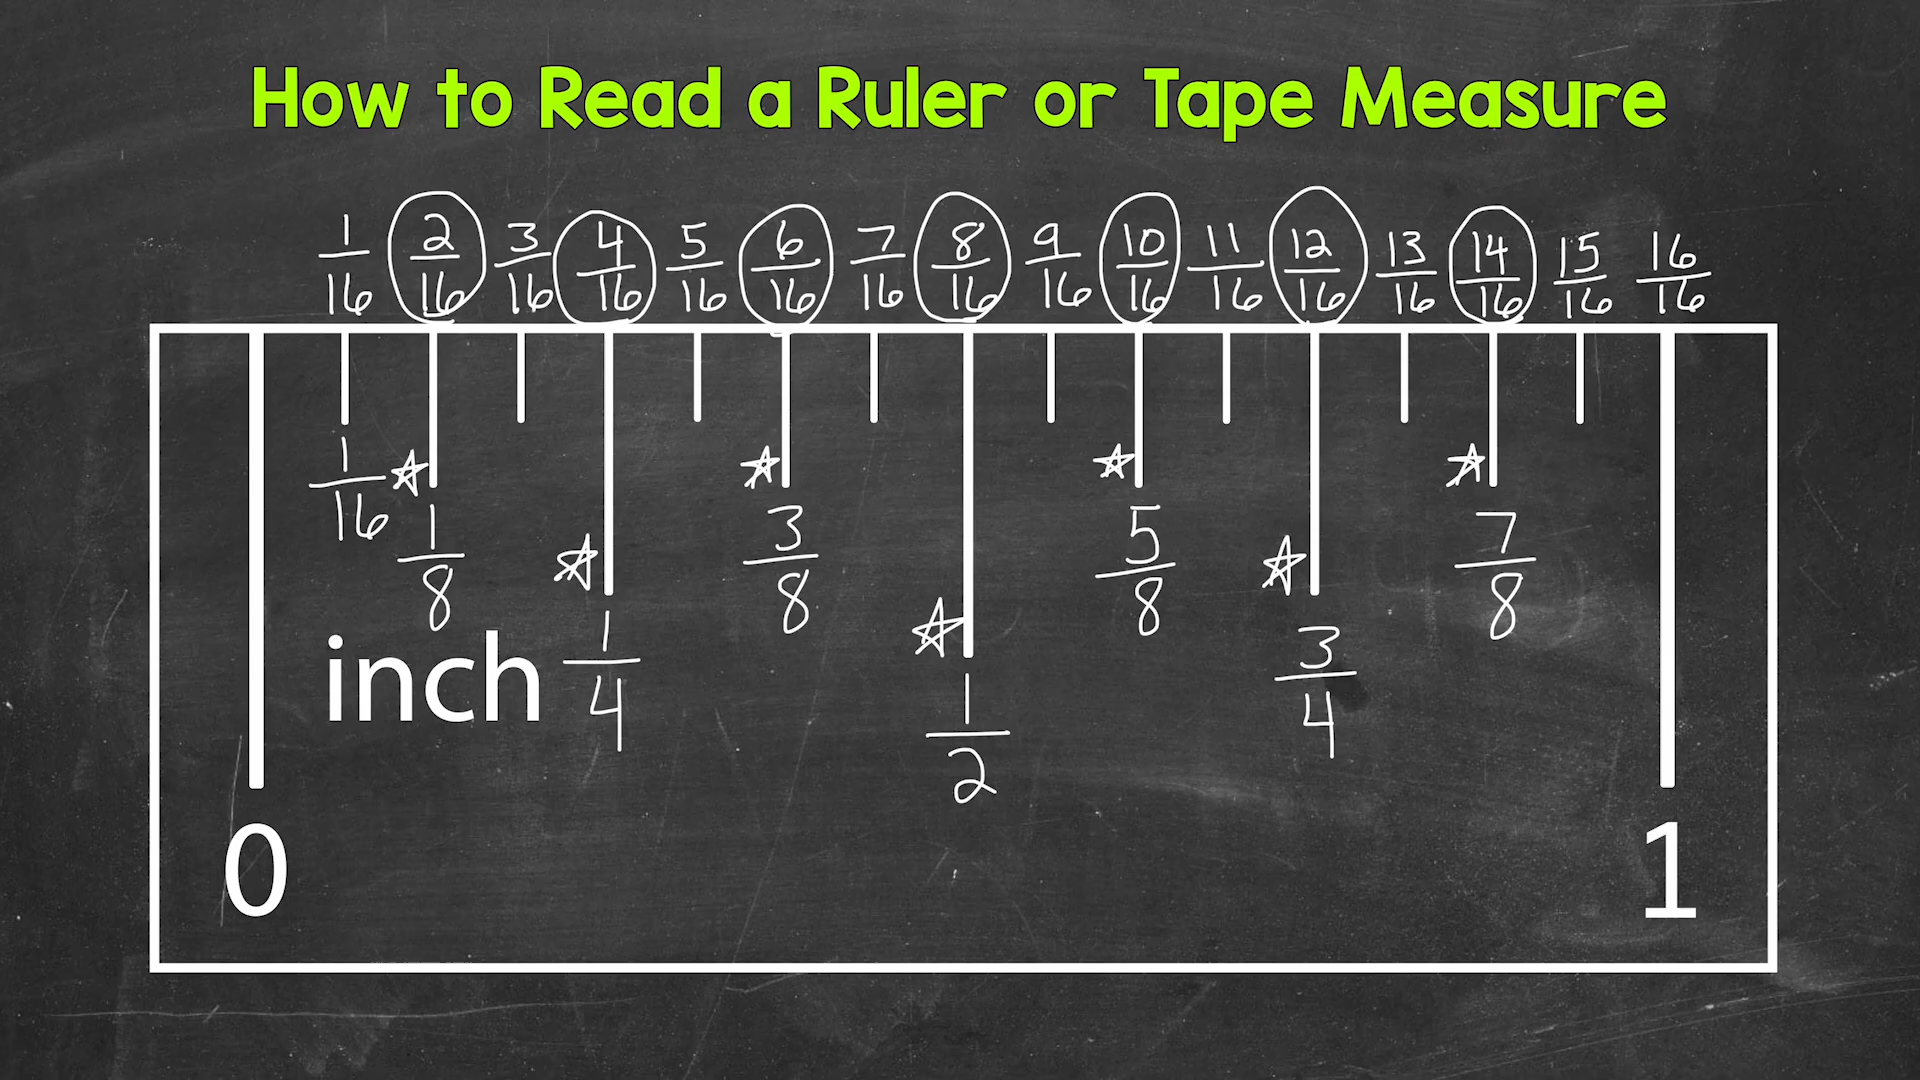 How to Read a Ruler or Tape Measure
1/16 2/16 3/16 4/16 5/16 6/16 7/16 8/16 9/16 10/16 11/16 12/16 13/16 14/16 15/16 16/16
1/16 1/8 3/8 5/8 7/8
inch 1/4 1/2 3/4
0 1